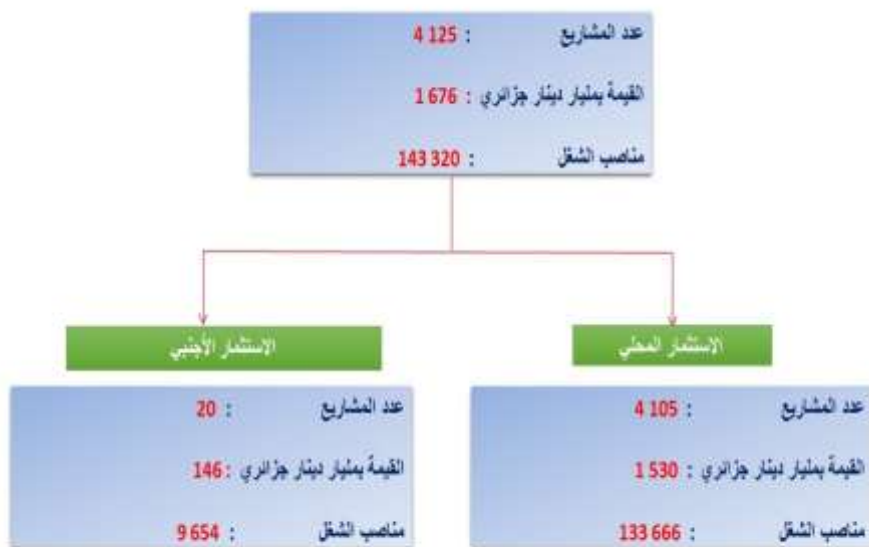 عدد المشاريع : 4 125
القيمة بمليار دينار جزائري : 1 676
مناصب الشغل : 143 320
الاستثمار المحلي
عدد المشاريع : 4 105
القيمة بمليار دينار جزائري : 1 530
مناصب الشغل : 133 666
الاستثمار الأجنبي
عدد المشاريع : 20
القيمة بمليار دينار جزائري : 146
مناصب الشغل : 9 654